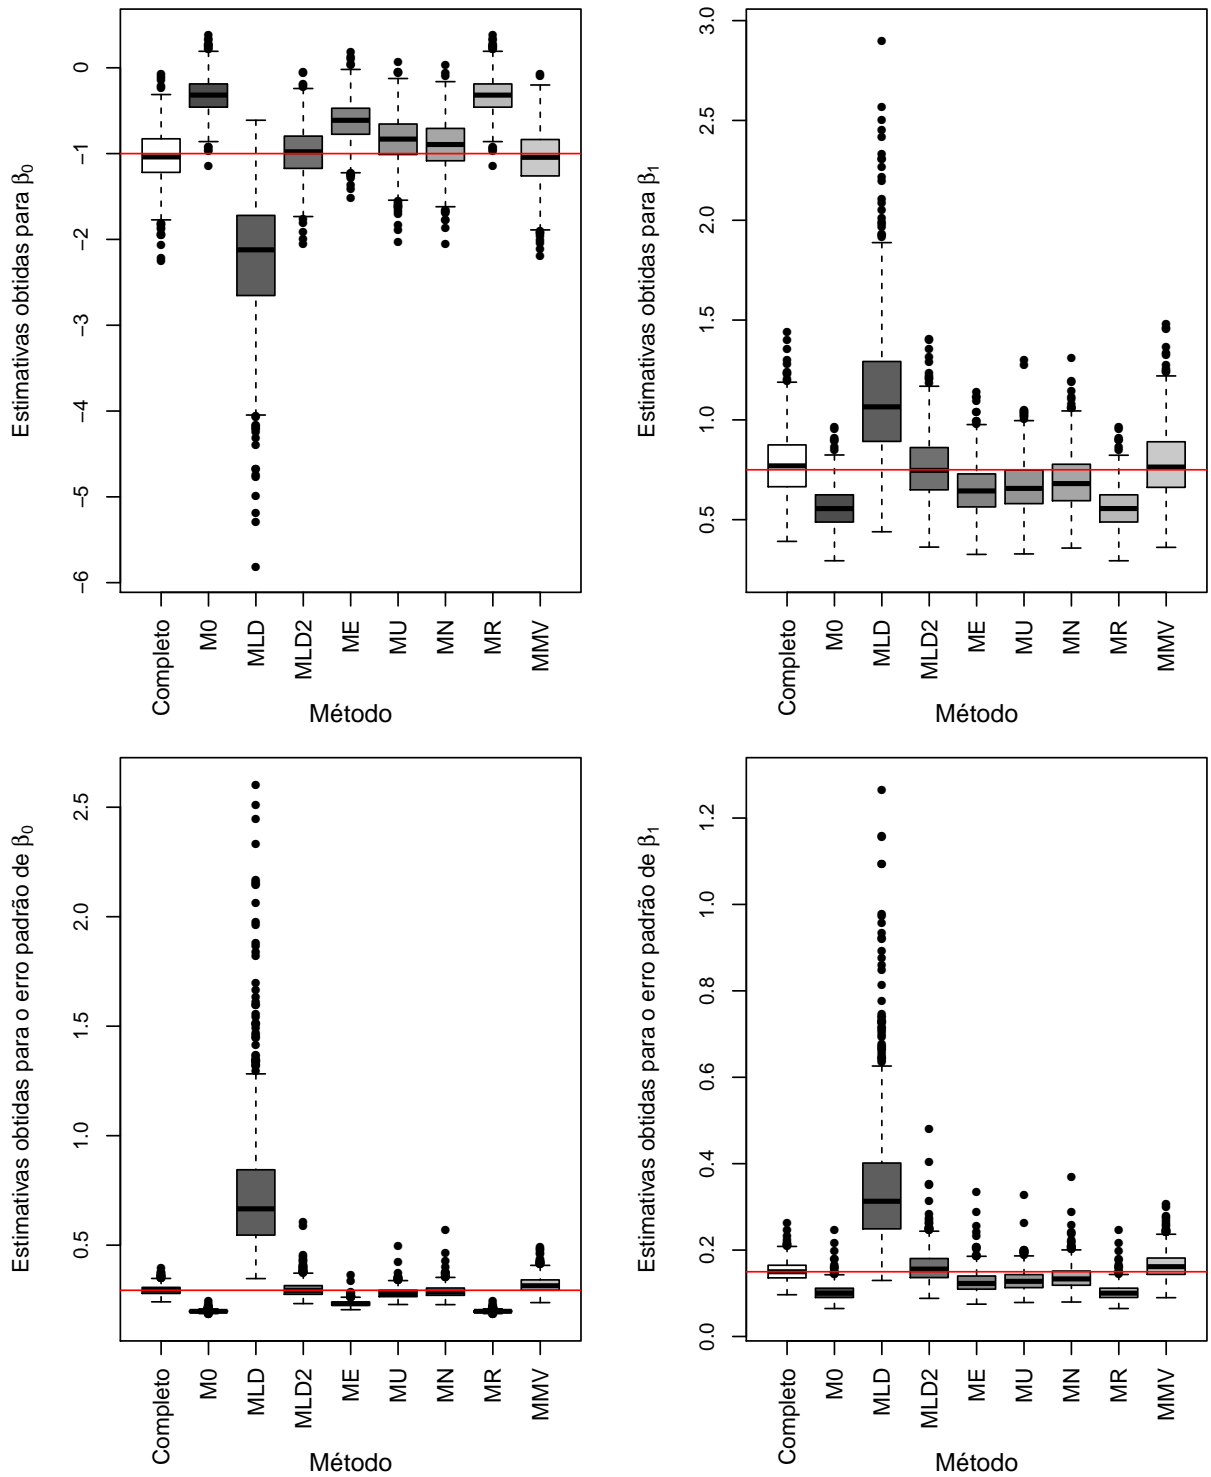 Estimativas obtidas para β0
0
−1
−2
−3
−4
−5
−6
Completo
M0
MLD
MLD2
ME
MU
MN
MR
MMV
Método
Estimativas obtidas para β1
3.0
2.5
2.0
1.5
1.0
0.5
Completo
M0
MLD
MLD2
ME
MU
MN
MR
MMV
Método
Estimativas obtidas para o erro padrão de β0
2.5
2.0
1.5
1.0
0.5
Completo
M0
MLD
MLD2
ME
MU
MN
MR
MMV
Método
Estimativas obtidas para o erro padrão de β1
1.2
1.0
0.8
0.6
0.4
0.2
0.0
Completo
M0
MLD
MLD2
ME
MU
MN
MR
MMV
Método